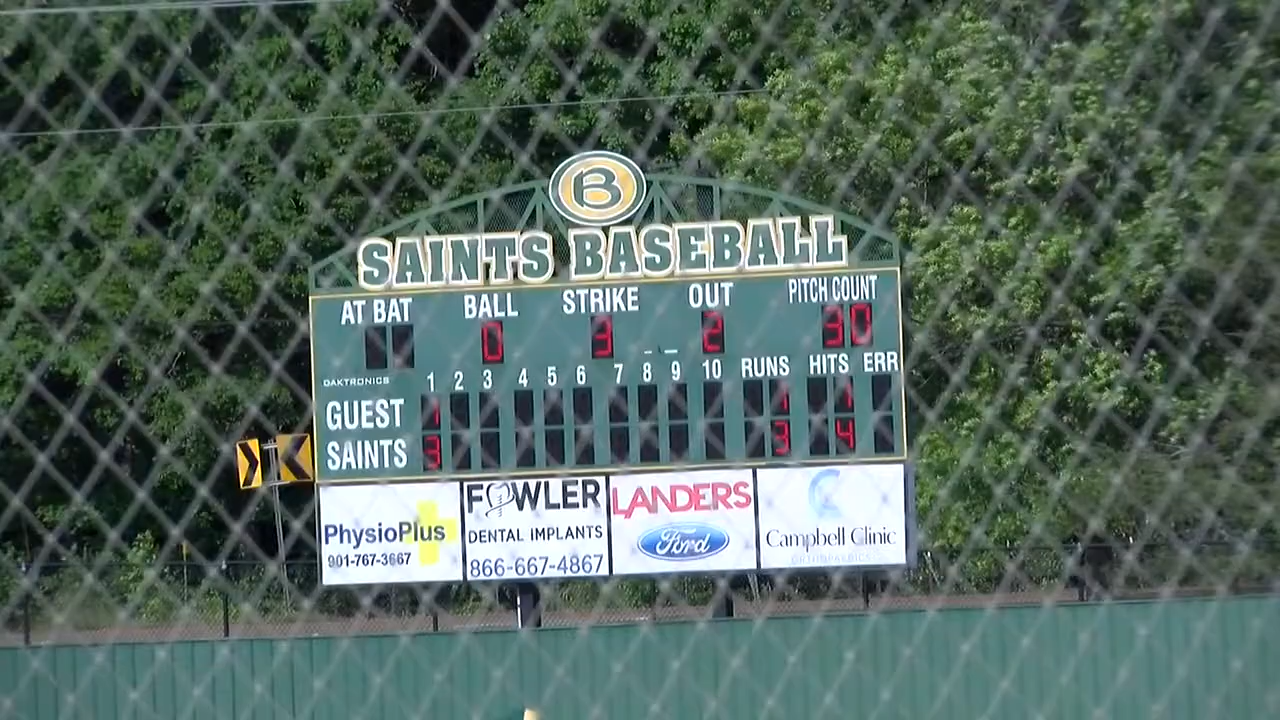 B
SAINTS BASEBALL
AT BAT BALL STRIKE OUT PITCH COUNT
0 3 2 30
DAKTRONICS 1 2 3 4 5 6 7 8 9 10 RUNS HITS ERR
GUEST 1 1 1
SAINTS 3 3 4
PhysioPlus
901-767-3667
FOWLER
DENTAL IMPLANTS
866-667-4867
LANDERS
Ford
C
Campbell Clinic
ORTHOPAEDICS